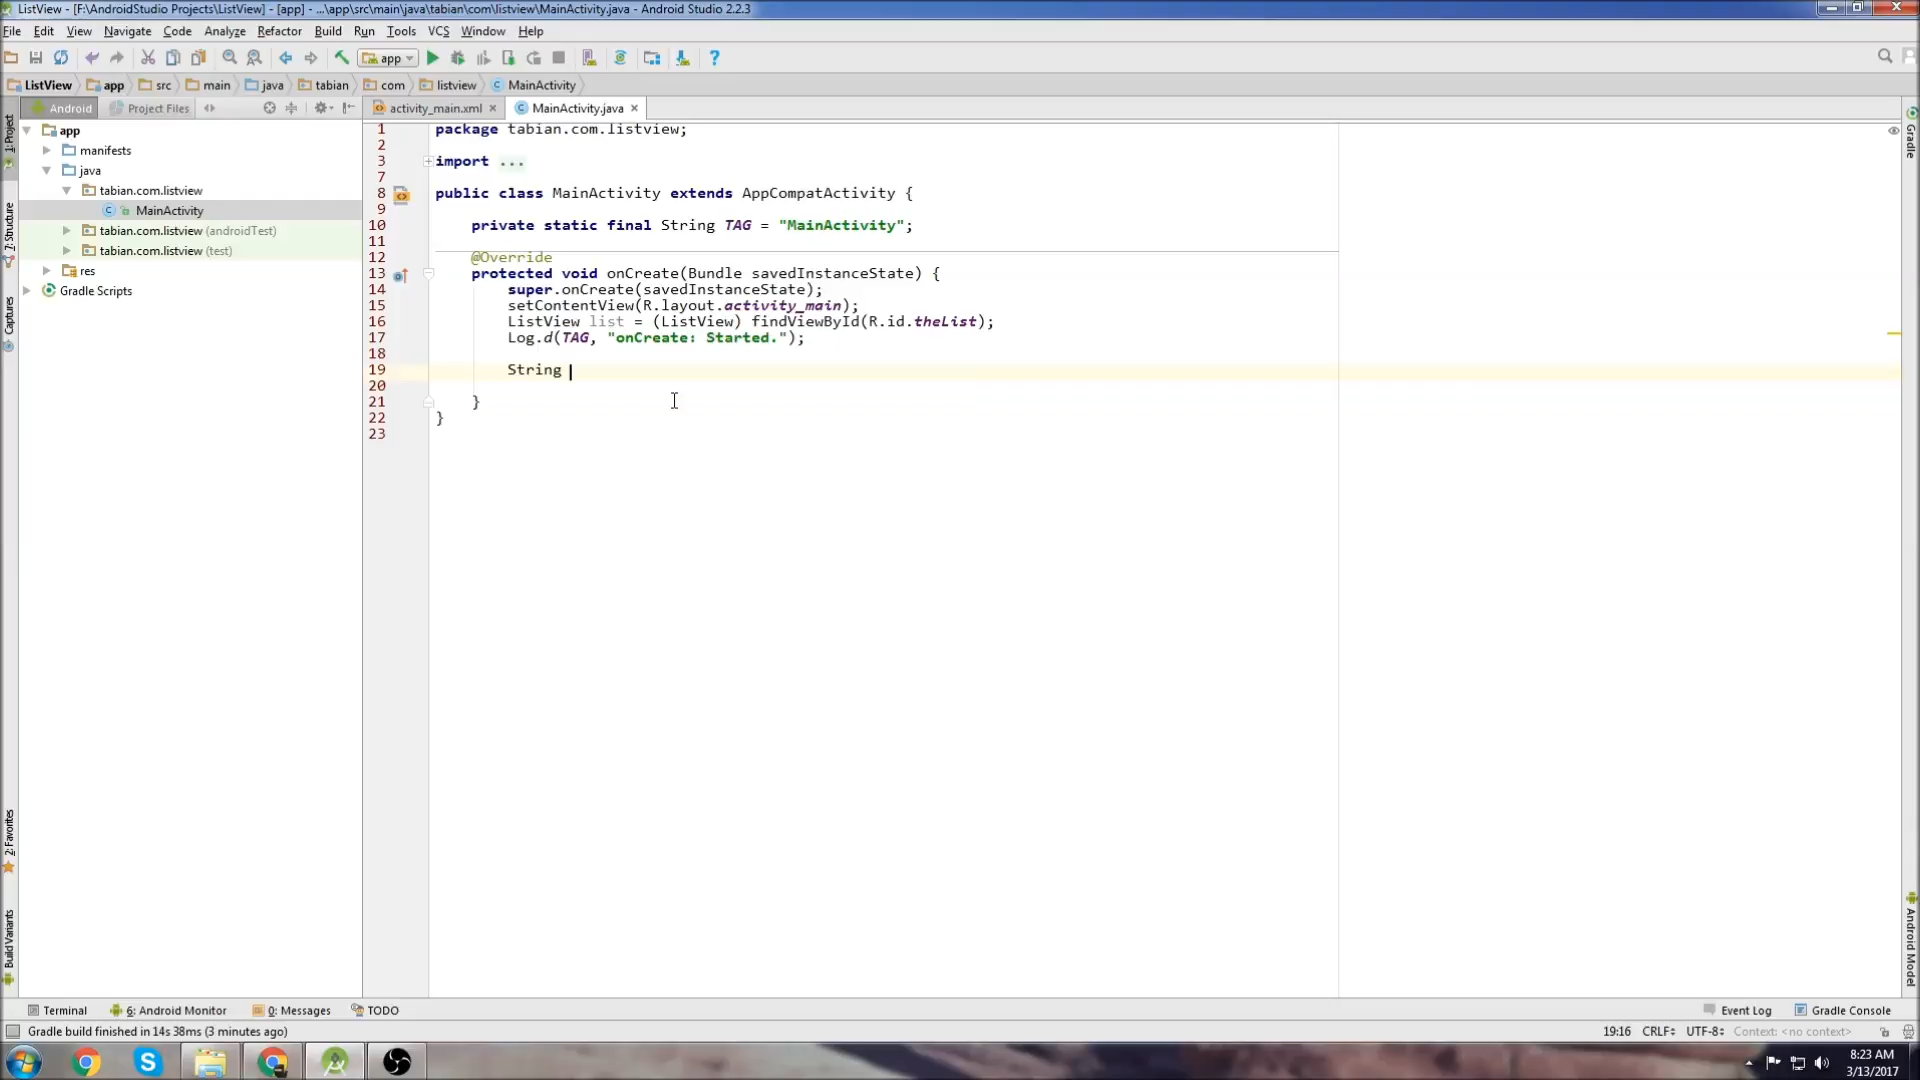 ListView - [F:\AndroidStudio Projects\ListView] - [app] - ...\app\src\main\java\tabian\com\listview\MainActivity.java - Android Studio 2.2.3
File Edit View Navigate Code Analyze Refactor Build Run Tools VCS Window Help
app
ListView app src main java tabian com listview MainActivity
Android Project Files activity_main.xml MainActivity.java
1: Project
7: Structure
Captures
2: Favorites
Build Variants
app
manifests
java
tabian.com.listview
MainActivity
tabian.com.listview (androidTest)
tabian.com.listview (test)
res
Gradle Scripts
1 package tabian.com.listview;
2
3 import ...
7
8 public class MainActivity extends AppCompatActivity {
9
10 private static final String TAG = "MainActivity";
11
12 @Override
13 protected void onCreate(Bundle savedInstanceState) {
14 super.onCreate(savedInstanceState);
15 setContentView(R.layout.activity_main);
16 ListView list = (ListView) findViewById(R.id.theList);
17 Log.d(TAG, "onCreate: Started.");
18
19 String
20
21 }
22 }
23
Gradle
Android Model
Terminal 6: Android Monitor 0: Messages TODO Event Log Gradle Console
Gradle build finished in 14s 38ms (3 minutes ago) 19:16 CRLF UTF-8 Context: <no context>
8:23 AM
3/13/2017